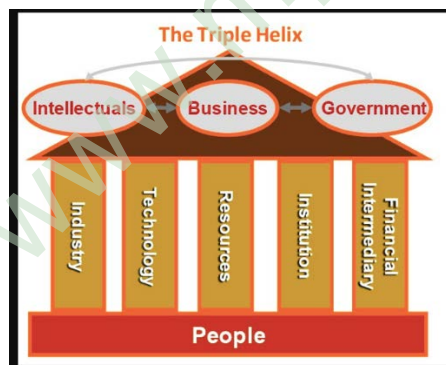 The Triple Helix
Intellectuals
Business
Government
Industry
Technology
Resources
Institution
Financial
Intermediary
People